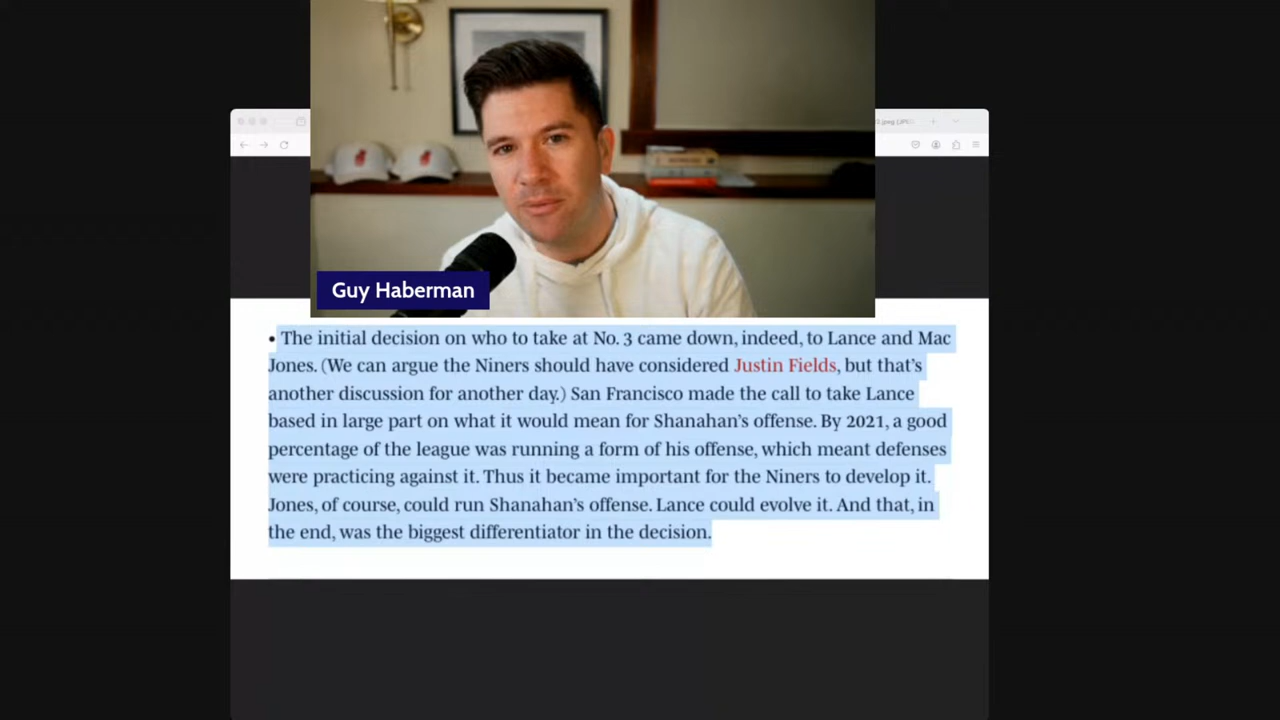 Guy Haberman
• The initial decision on who to take at No. 3 came down, indeed, to Lance and Mac
Jones. (We can argue the Niners should have considered Justin Fields, but that's
another discussion for another day.) San Francisco made the call to take Lance
based in large part on what it would mean for Shanahan's offense. By 2021, a good
percentage of the league was running a form of his offense, which meant defenses
were practicing against it. Thus it became important for the Niners to develop it.
Jones, of course, could run Shanahan's offense. Lance could evolve it. And that, in
the end, was the biggest differentiator in the decision.